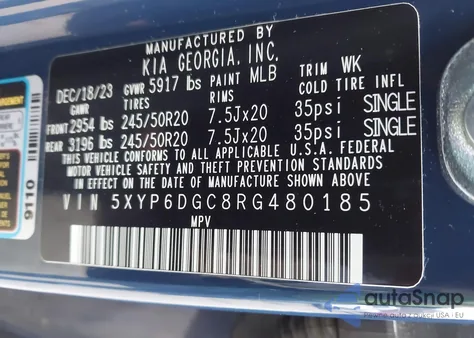 MANUFACTURED BY
KIA GEORGIA, INC.
DEC/18/23 GVWR 5917 lbs PAINT MLB TRIM WK
GAWR TIRES RIMS COLD TIRE INFL
FRONT 2954 lbs 245/50R20 7.5Jx20 35psi SINGLE
REAR 3196 lbs 245/50R20 7.5Jx20 35psi SINGLE
THIS VEHICLE CONFORMS TO ALL APPLICABLE U.S.A. FEDERAL
MOTOR VEHICLE SAFETY AND THEFT PREVENTION STANDARDS
IN EFFECT ON THE DATE OF MANUFACTURE SHOWN ABOVE
VIN 5XYP6DGC8RG480185
MPV
9110
autoSnap